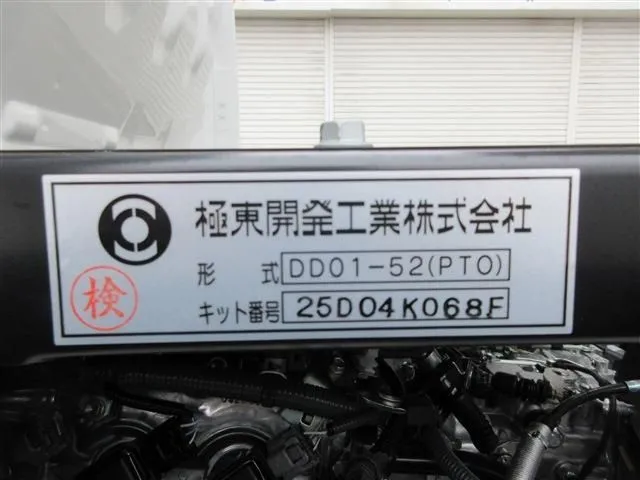 極東開発工業株式会社
形 式 DD01-52(PTO)
検
キット番号 25D04K068F